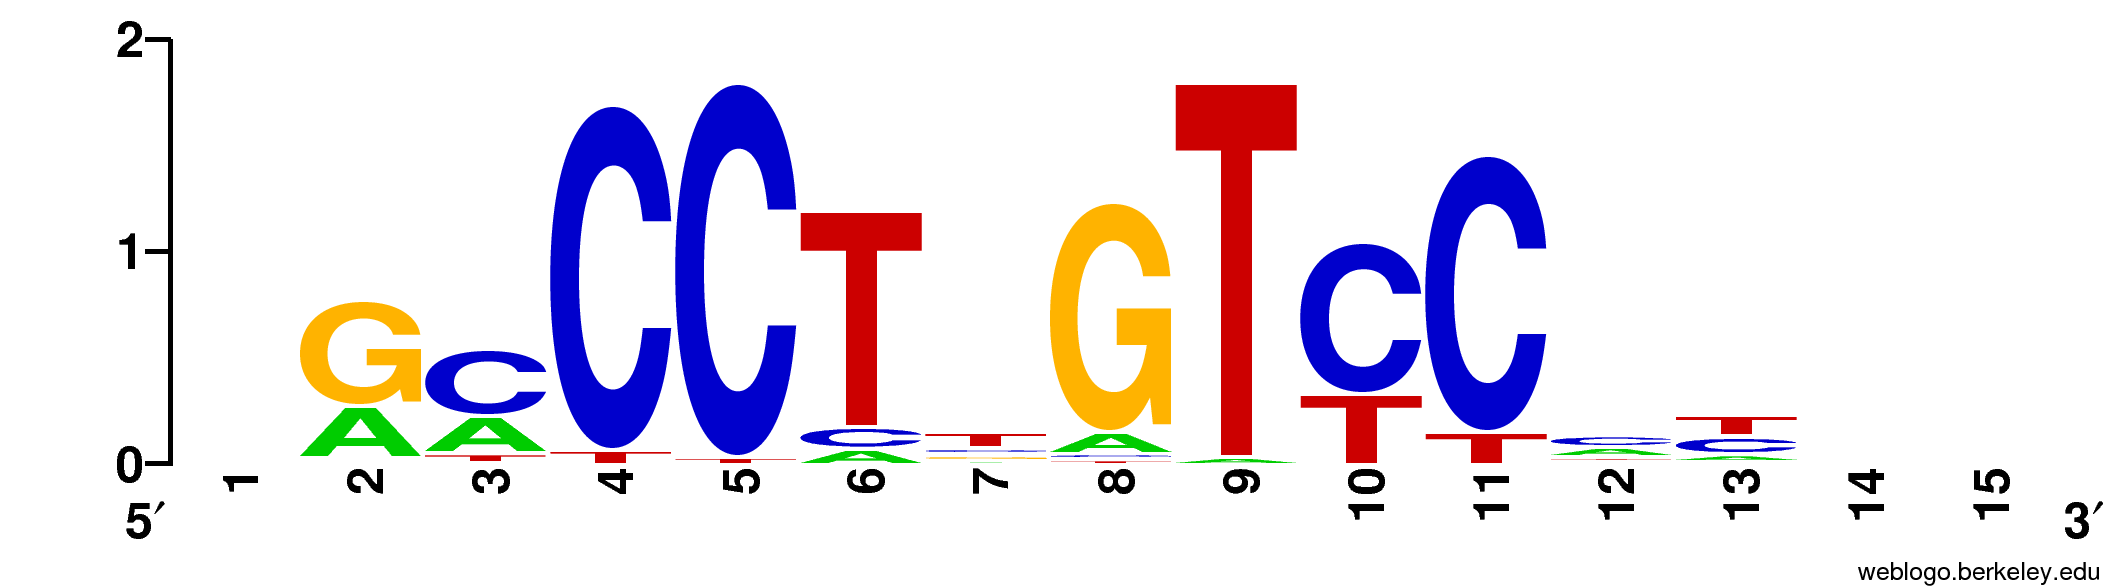 2
1
0
G C C C T T G T C C C T
A A T T T C C A A T T A C
T A A
1 2 3 4 5 6 7 8 9 10 11 12 13 14 15
5′ 3′
weblogo.berkeley.edu